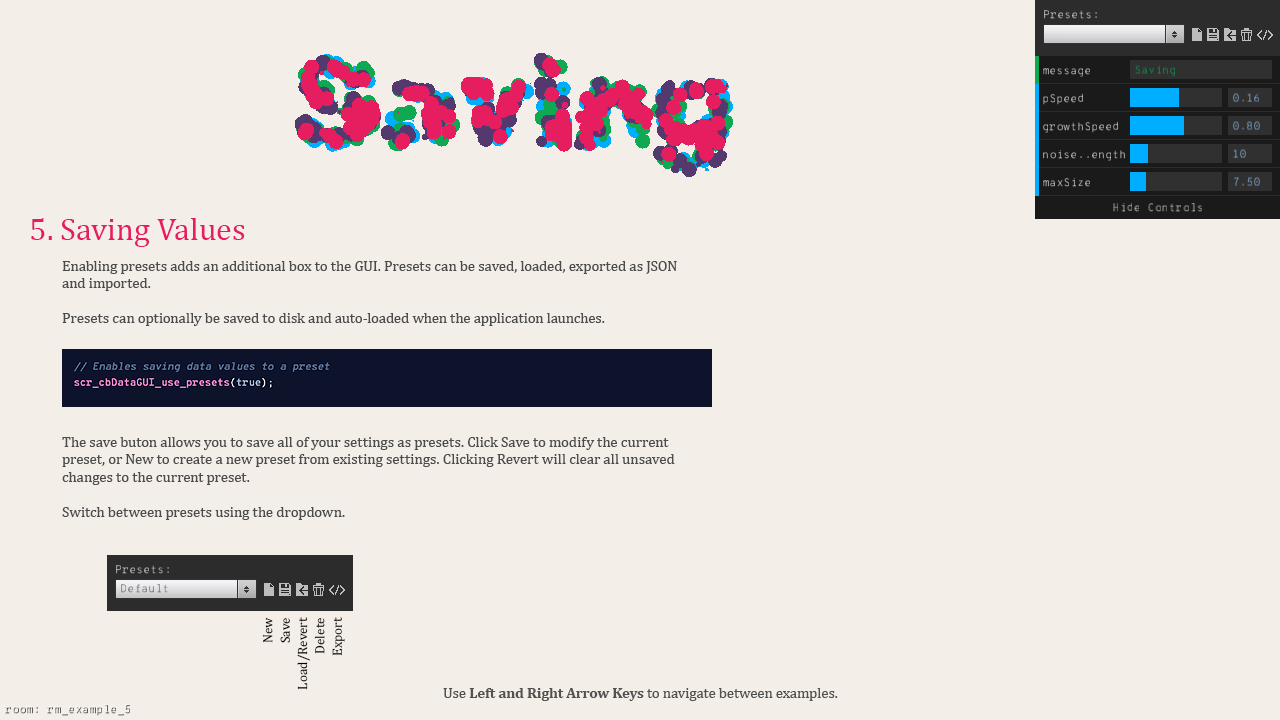 Saving
Presets:
message Saving
pSpeed 0.16
growthSpeed 0.80
noise..ength 10
maxSize 7.50
Hide Controls
5. Saving Values
Enabling presets adds an additional box to the GUI. Presets can be saved, loaded, exported as JSON
and imported.
Presets can optionally be saved to disk and auto-loaded when the application launches.
// Enables saving data values to a preset
scr_cbDataGUI_use_presets(true);
The save buton allows you to save all of your settings as presets. Click Save to modify the current
preset, or New to create a new preset from existing settings. Clicking Revert will clear all unsaved
changes to the current preset.
Switch between presets using the dropdown.
Presets:
Default
New
Save
Load/Revert
Delete
Export
Use Left and Right Arrow Keys to navigate between examples.
room: rm_example_5